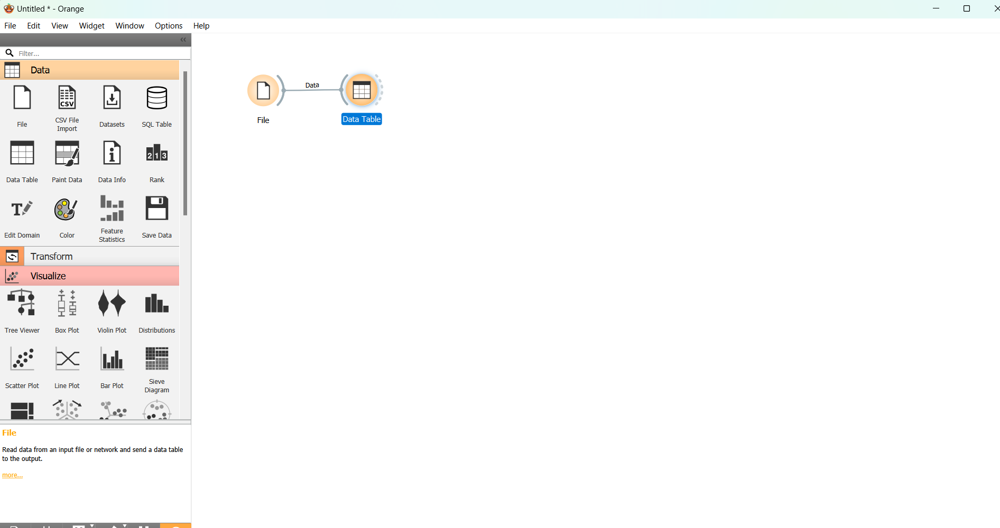 Untitled * - Orange
File Edit View Widget Window Options Help
Filter...
Data
File
CSV
CSV File
Import
Datasets
SQL Table
Data Table
Paint Data
Data Info
213
Rank
Edit Domain
Color
Feature
Statistics
Save Data
Transform
Visualize
Tree Viewer
Box Plot
Violin Plot
Distributions
Scatter Plot
Line Plot
Bar Plot
Sieve
Diagram
File
Read data from an input file or network and send a data table
to the output.
more...
Data
File
Data Table